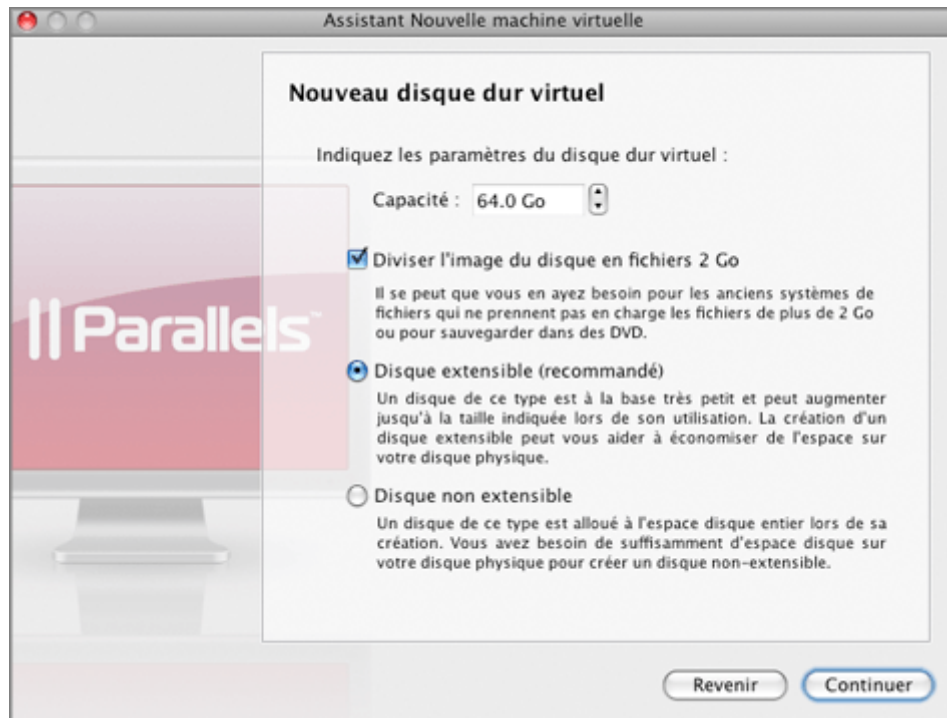 Assistant Nouvelle machine virtuelle
Nouveau disque dur virtuel
Indiquez les paramètres du disque dur virtuel :
Capacité : 64.0 Go
Diviser l'image du disque en fichiers 2 Go
Il se peut que vous en ayez besoin pour les anciens systèmes de
fichiers qui ne prennent pas en charge les fichiers de plus de 2 Go
ou pour sauvegarder dans des DVD.
|| Parallels™
Disque extensible (recommandé)
Un disque de ce type est à la base très petit et peut augmenter
jusqu'à la taille indiquée lors de son utilisation. La création d'un
disque extensible peut vous aider à économiser de l'espace sur
votre disque physique.
Disque non extensible
Un disque de ce type est alloué à l'espace disque entier lors de sa
création. Vous avez besoin de suffisamment d'espace disque sur
votre disque physique pour créer un disque non-extensible.
Revenir
Continuer